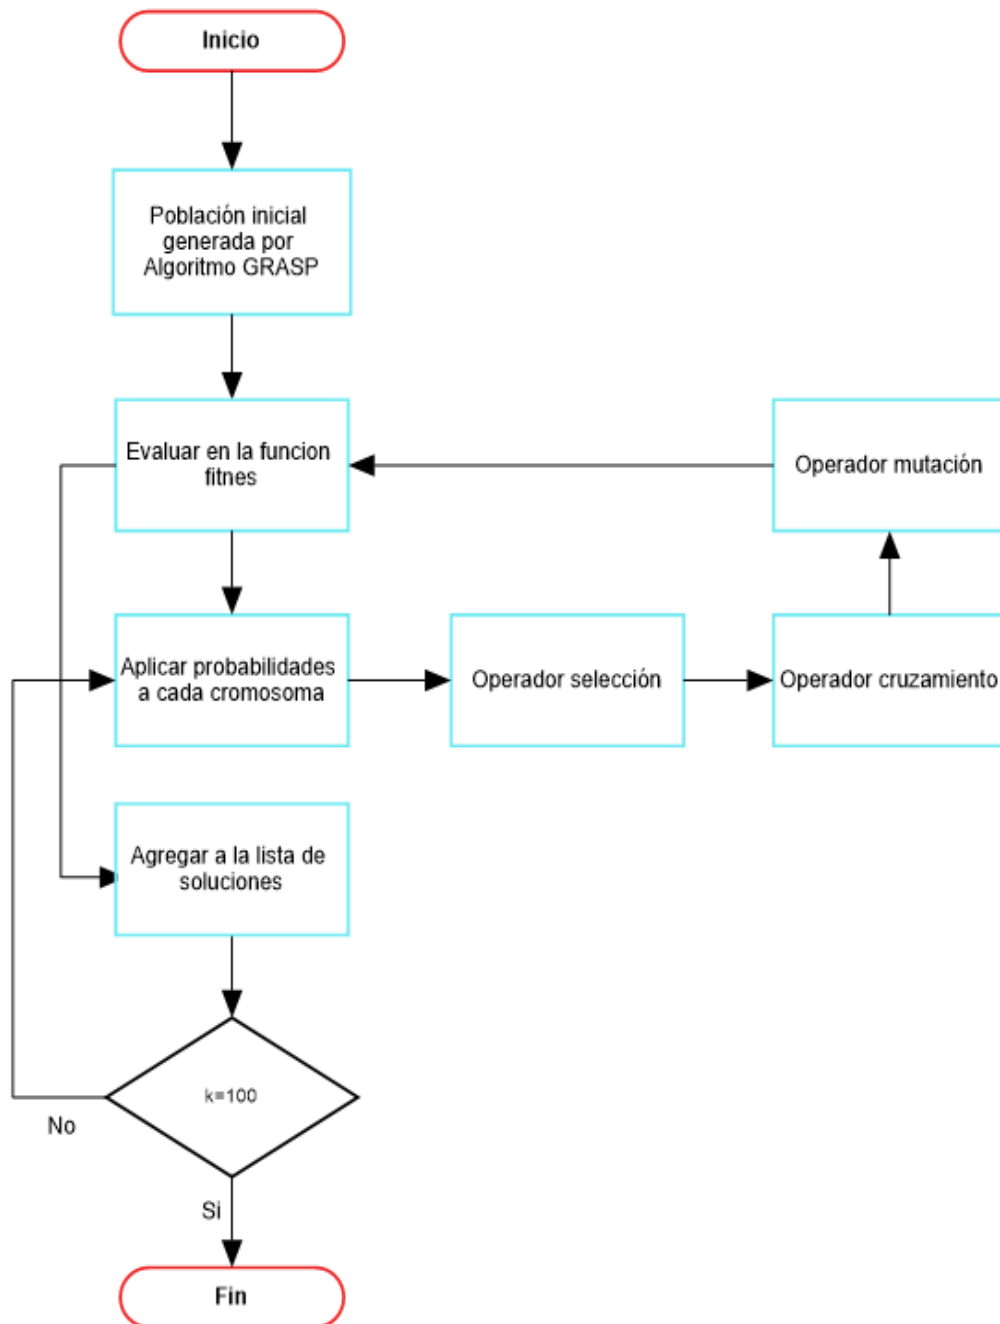 Inicio
Población inicial
generada por
Algoritmo GRASP
Evaluar en la funcion
fitnes
Operador mutación
Aplicar probabilidades
a cada cromosoma
Operador selección
Operador cruzamiento
Agregar a la lista de
soluciones
k=100
No
Si
Fin